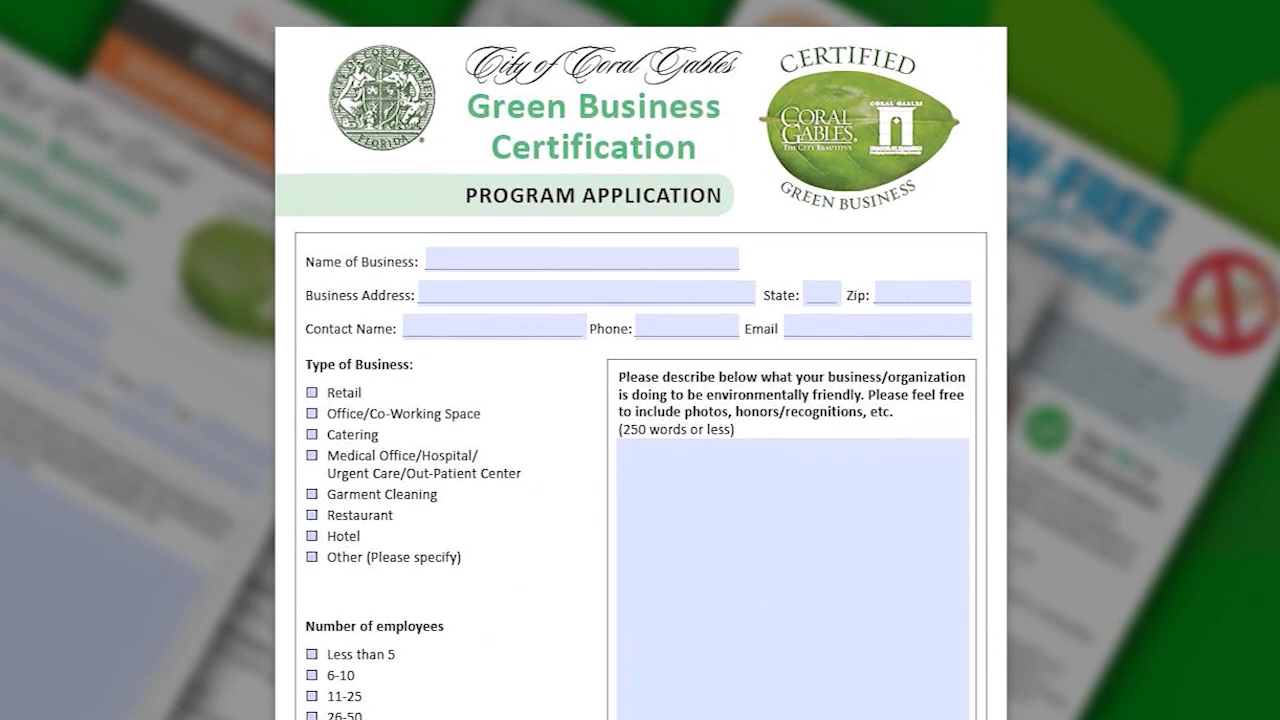 City of Coral Gables
Green Business
Certification
PROGRAM APPLICATION
CERTIFIED
CORAL
GABLES
THE CITY BEAUTIFUL
CORAL GABLES
GREEN BUSINESS
FLORIDA
Name of Business:
Business Address: State: Zip:
Contact Name: Phone: Email
Type of Business:
Retail
Office/Co-Working Space
Catering
Medical Office/Hospital/
Urgent Care/Out-Patient Center
Garment Cleaning
Restaurant
Hotel
Other (Please specify)
Number of employees
Less than 5
6-10
11-25
26-50
Please describe below what your business/organization
is doing to be environmentally friendly. Please feel free
to include photos, honors/recognitions, etc.
(250 words or less)